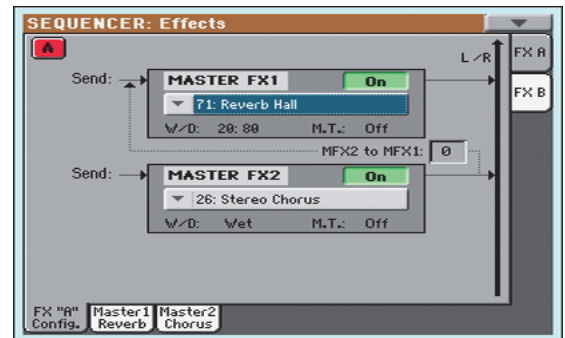 SEQUENCER: Effects
A
L/R
FX A
FX B
Send:
MASTER FX1
On
71: Reverb Hall
W/D: 20:80
M.T.: Off
MFX2 to MFX1: 0
Send:
MASTER FX2
On
26: Stereo Chorus
W/D: Wet
M.T.: Off
FX "A" Config.
Master1 Reverb
Master2 Chorus